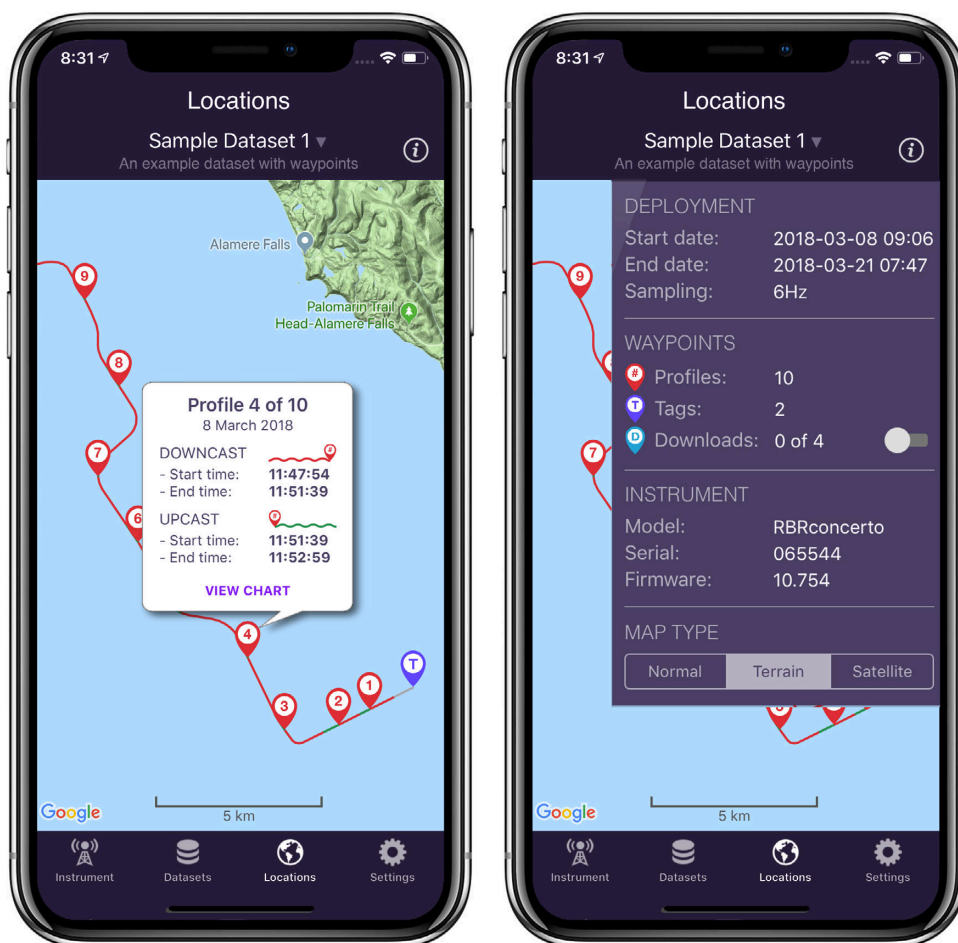 8:31
Locations
Sample Dataset 1
An example dataset with waypoints
Alamere Falls
Palomarin Trail
Head-Alamere Falls
9
8
7
6
Profile 4 of 10
8 March 2018
DOWNCAST #
- Start time: 11:47:54
- End time: 11:51:39
UPCAST #
- Start time: 11:51:39
- End time: 11:52:59
VIEW CHART
4
T
1
2
3
Google
5 km
Instrument Datasets Locations Settings
8:31
Locations
Sample Dataset 1
An example dataset with waypoints
9
7
DEPLOYMENT
Start date: 2018-03-08 09:06
End date: 2018-03-21 07:47
Sampling: 6Hz
WAYPOINTS
# Profiles: 10
T Tags: 2
D Downloads: 0 of 4
INSTRUMENT
Model: RBRconcerto
Serial: 065544
Firmware: 10.754
MAP TYPE
Normal Terrain Satellite
Google
5 km
Instrument Datasets Locations Settings